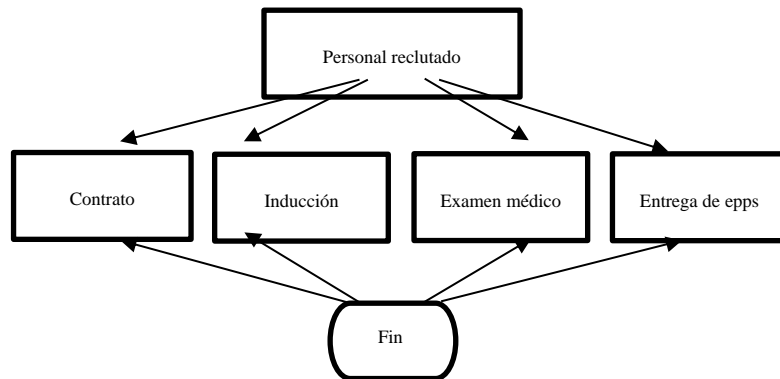 Personal reclutado
Contrato
Inducción
Examen médico
Entrega de epps
Fin